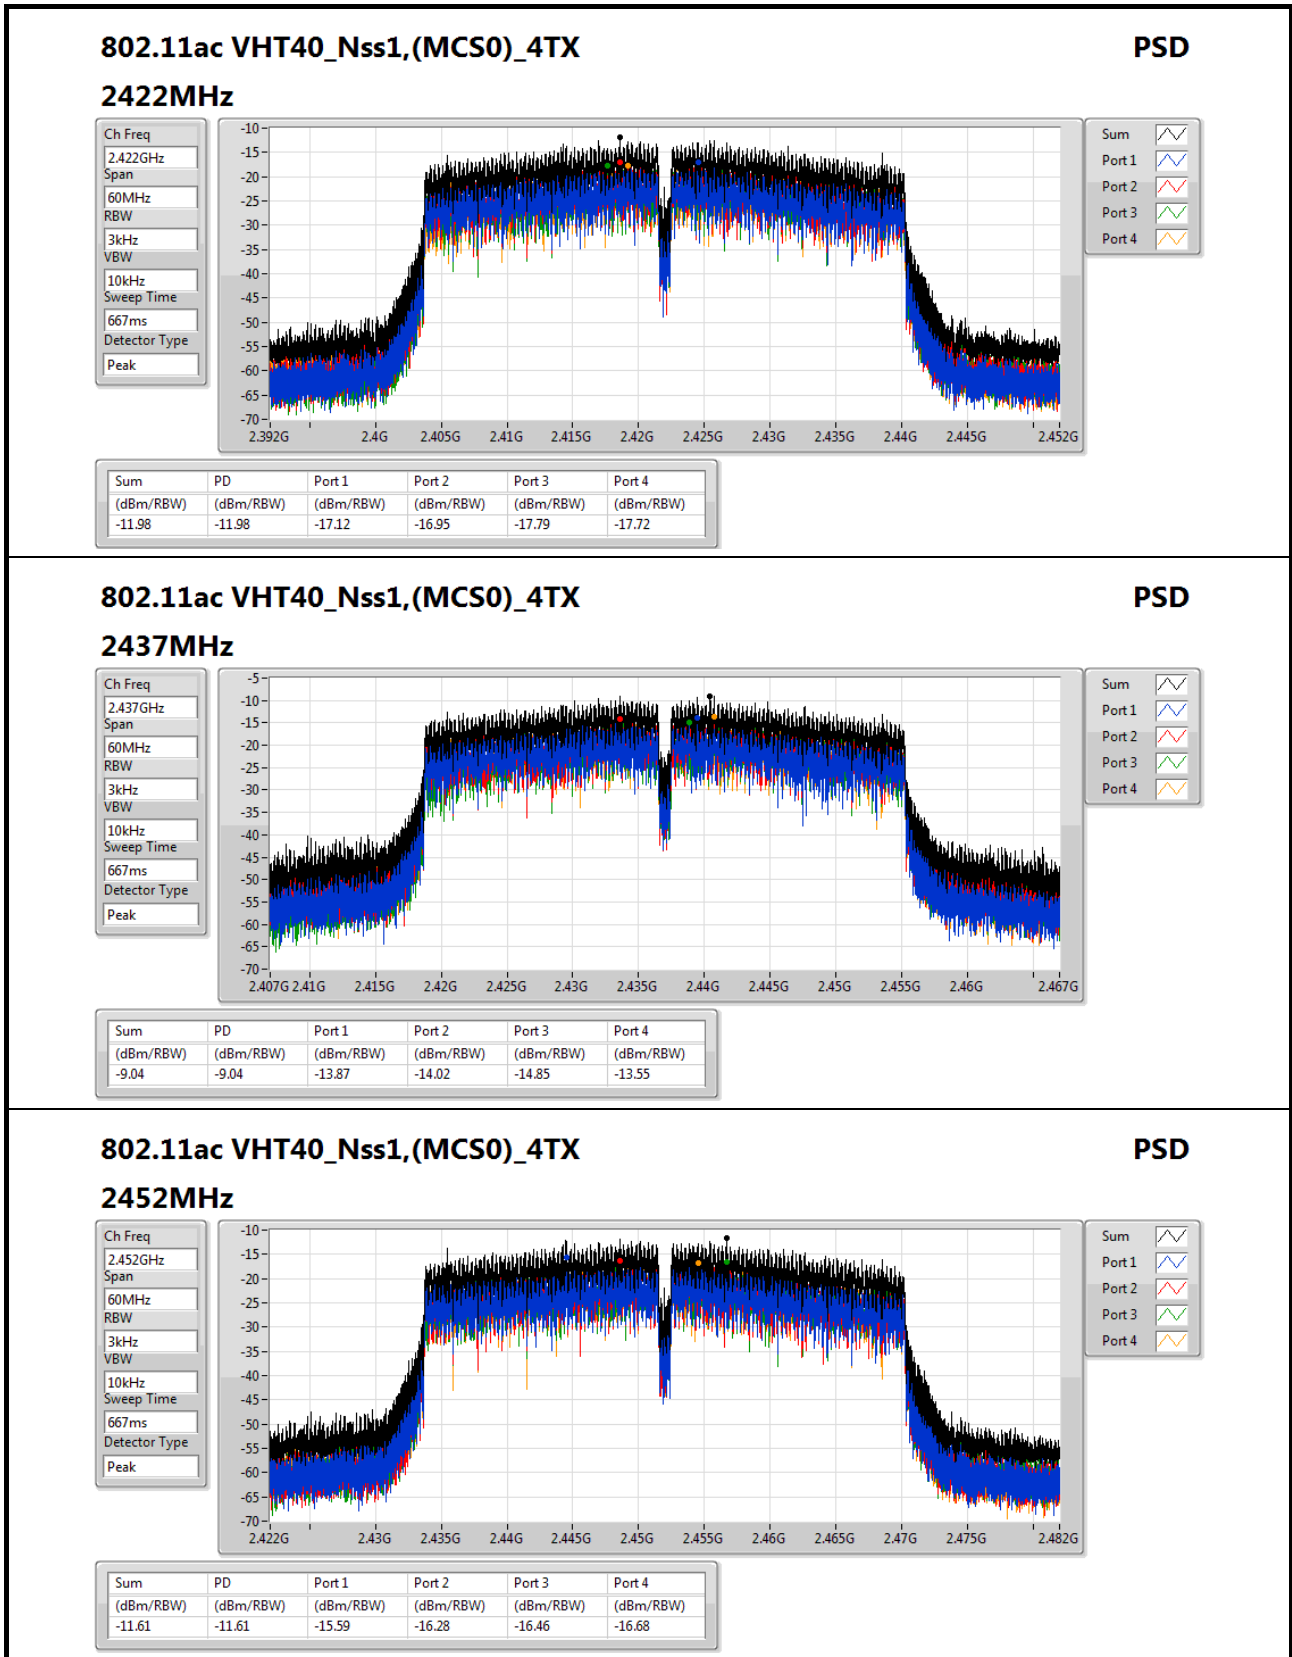 802.11ac VHT40_Nss1,(MCS0)_4TX PSD
2422MHz
Ch Freq
2.422GHz
Span
60MHz
RBW
3kHz
VBW
10kHz
Sweep Time
667ms
Detector Type
Peak
-10
-15
-20
-25
-30
-35
-40
-45
-50
-55
-60
-65
-70
2.392G 2.4G 2.405G 2.41G 2.415G 2.42G 2.425G 2.43G 2.435G 2.44G 2.445G 2.452G
Sum
Port 1
Port 2
Port 3
Port 4
Sum PD Port 1 Port 2 Port 3 Port 4
(dBm/RBW) (dBm/RBW) (dBm/RBW) (dBm/RBW) (dBm/RBW) (dBm/RBW)
-11.98 -11.98 -17.12 -16.95 -17.79 -17.72
802.11ac VHT40_Nss1,(MCS0)_4TX PSD
2437MHz
Ch Freq
2.437GHz
Span
60MHz
RBW
3kHz
VBW
10kHz
Sweep Time
667ms
Detector Type
Peak
-5
-10
-15
-20
-25
-30
-35
-40
-45
-50
-55
-60
-65
-70
2.407G 2.41G 2.415G 2.42G 2.425G 2.43G 2.435G 2.44G 2.445G 2.45G 2.455G 2.46G 2.467G
Sum
Port 1
Port 2
Port 3
Port 4
Sum PD Port 1 Port 2 Port 3 Port 4
(dBm/RBW) (dBm/RBW) (dBm/RBW) (dBm/RBW) (dBm/RBW) (dBm/RBW)
-9.04 -9.04 -13.87 -14.02 -14.85 -13.55
802.11ac VHT40_Nss1,(MCS0)_4TX PSD
2452MHz
Ch Freq
2.452GHz
Span
60MHz
RBW
3kHz
VBW
10kHz
Sweep Time
667ms
Detector Type
Peak
-10
-15
-20
-25
-30
-35
-40
-45
-50
-55
-60
-65
-70
2.422G 2.43G 2.435G 2.44G 2.445G 2.45G 2.455G 2.46G 2.465G 2.47G 2.475G 2.482G
Sum
Port 1
Port 2
Port 3
Port 4
Sum PD Port 1 Port 2 Port 3 Port 4
(dBm/RBW) (dBm/RBW) (dBm/RBW) (dBm/RBW) (dBm/RBW) (dBm/RBW)
-11.61 -11.61 -15.59 -16.28 -16.46 -16.68